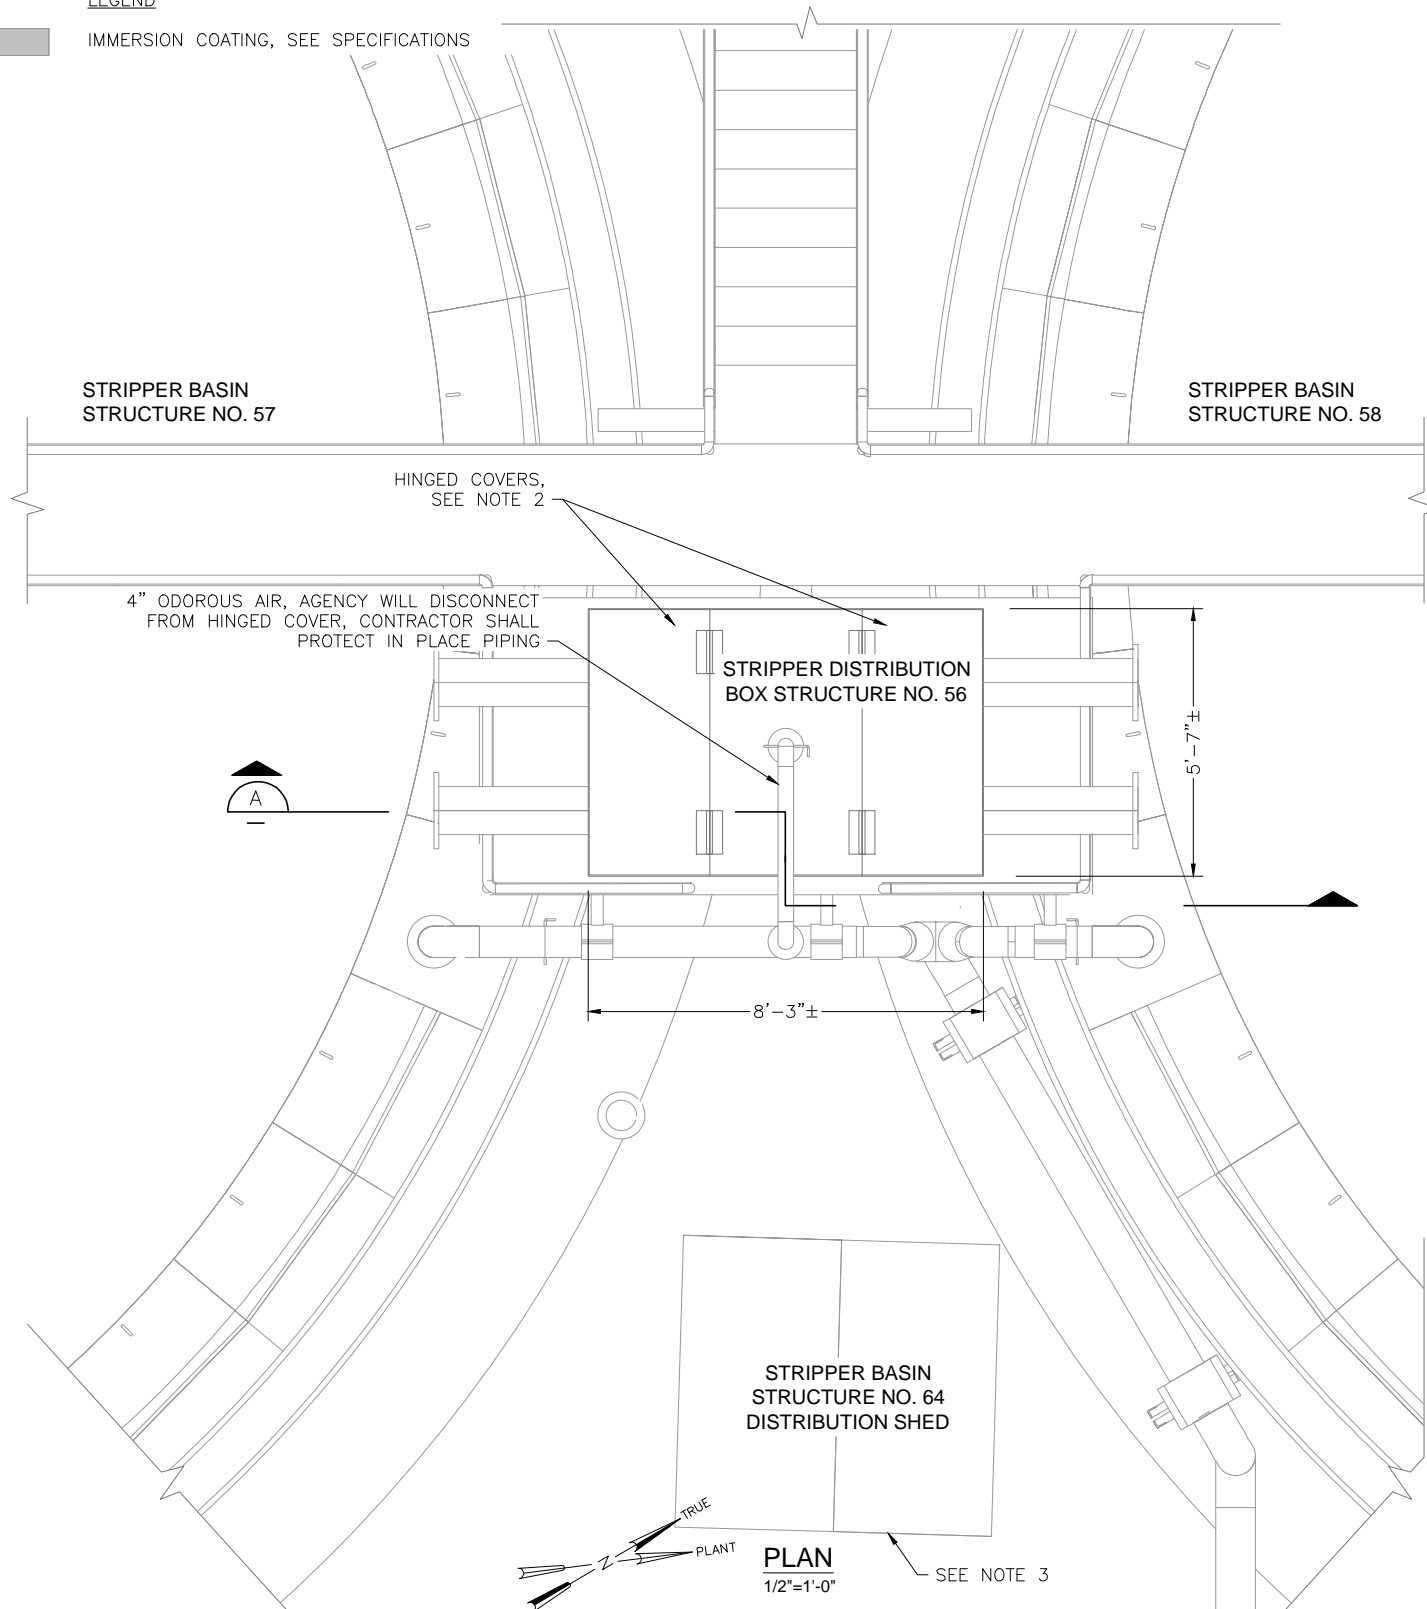 LEGEND
IMMERSION COATING, SEE SPECIFICATIONS
STRIPPER BASIN
STRUCTURE NO. 57
STRIPPER BASIN
STRUCTURE NO. 58
HINGED COVERS,
SEE NOTE 2
4” ODOROUS AIR, AGENCY WILL DISCONNECT
FROM HINGED COVER, CONTRACTOR SHALL
PROTECT IN PLACE PIPING
STRIPPER DISTRIBUTION
BOX STRUCTURE NO. 56
5’-7”±
A
8’-3”±
STRIPPER BASIN
STRUCTURE NO. 64
DISTRIBUTION SHED
TRUE
N
PLANT
PLAN
1/2"=1'-0"
SEE NOTE 3